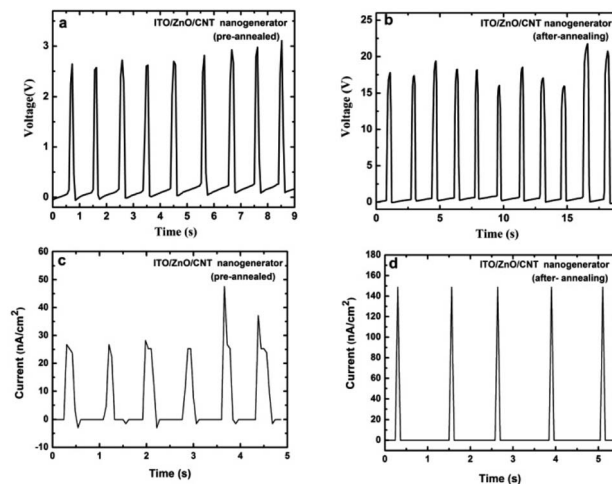 a
ITO/ZnO/CNT nanogenerator
(pre-annealed)
Voltage(V)
3
2
1
0
0 1 2 3 4 5 6 7 8 9
Time (s)
b
ITO/ZnO/CNT nanogenerator
(after-annealing)
Voltage (V)
25
20
15
10
5
0
0 5 10 15
Time (s)
c
ITO/ZnO/CNT nanogenerator
(pre-annealed)
Current (nA/cm²)
60
50
40
30
20
10
0
-10
0 1 2 3 4 5
Time (s)
d
ITO/ZnO/CNT nanogenerator
(after- annealing)
Current (nA/cm²)
180
160
140
120
100
80
60
40
20
0
0 1 2 3 4 5
Time (s)